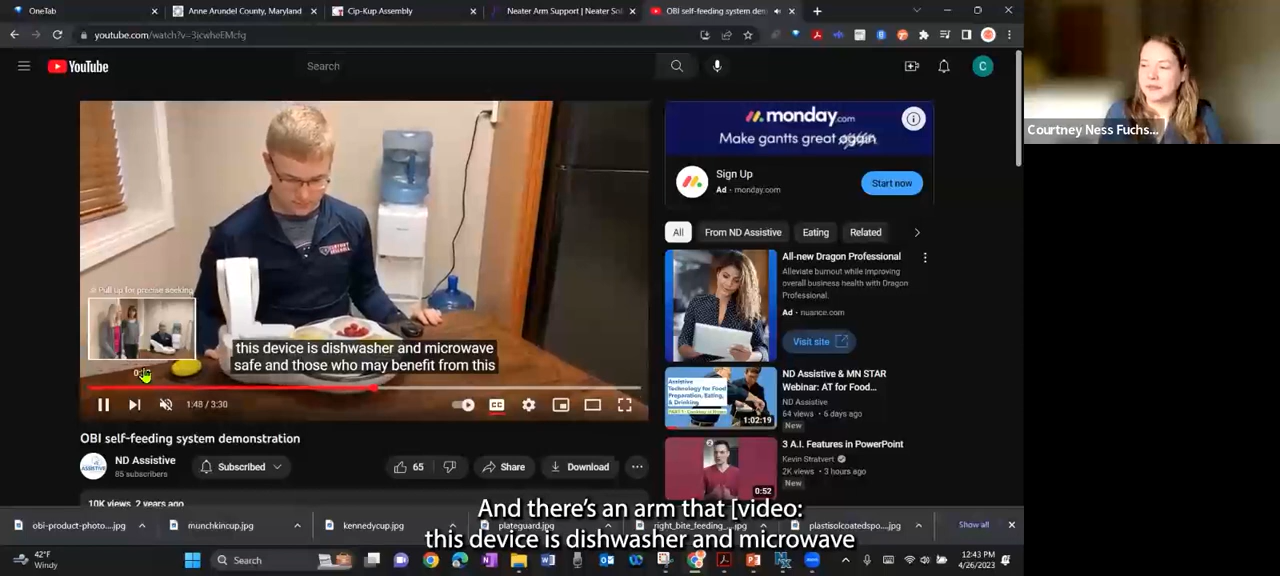 OneTab
Anne Arundel County, Maryland
Cip-Kup Assembly
Neater Arm Support | Neater Sol
OBI self-feeding system dem
youtube.com/watch?v=3jcwheEMcfg
YouTube
Search
C
Courtney Ness Fuchs...
monday.com
Make gantts great again
Sign Up
Ad · monday.com
Start now
All
From ND Assistive
Eating
Related
All-new Dragon Professional
Alleviate burnout while improving
overall business health with Dragon
Professional.
Ad · nuance.com
Visit site
Pull up for precise seeking
this device is dishwasher and microwave
safe and those who may benefit from this
1:48 / 3:30
CC
OBI self-feeding system demonstration
ND Assistive
85 subscribers
Subscribed
65
Share
Download
10K views 2 years ago
Assistive
Technology for Food
Preparation, Eating,
& Drinking
1:02:19
ND Assistive & MN STAR
Webinar: AT for Food...
ND Assistive
64 views · 6 days ago
New
3 A.I. Features in PowerPoint
Kevin Stratvert
2K views · 3 hours ago
New
0:52
And there's an arm that [video:
this device is dishwasher and microwave
obi-product-photo....jpg
munchkincup.jpg
kennedycup.jpg
plateguard.jpg
right_bite_feeding_...jpg
plastisolcoatedspo....jpg
Show all
42°F
Windy
Search
12:43 PM
4/26/2023